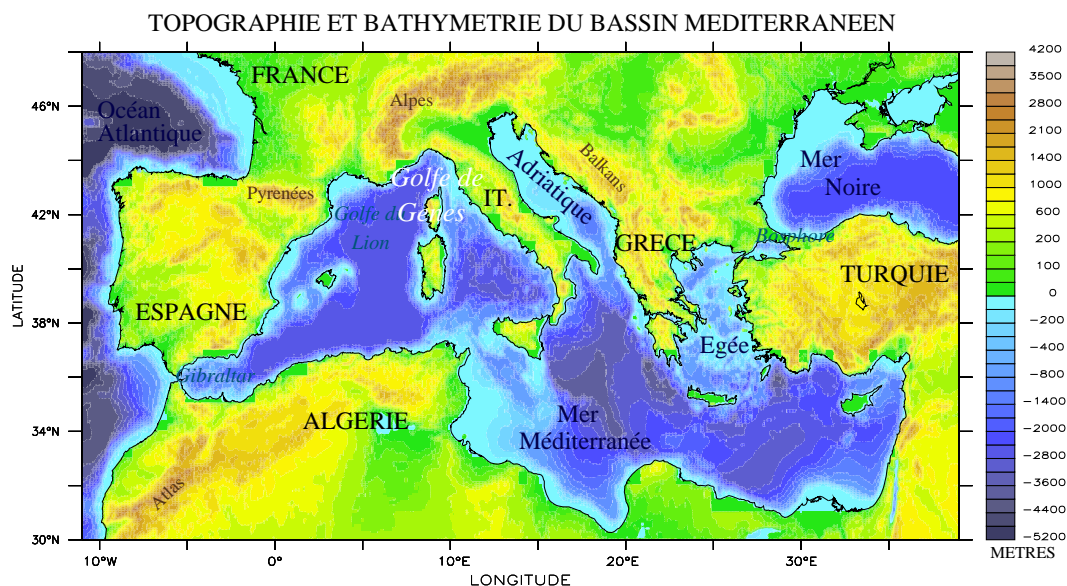 TOPOGRAPHIE ET BATHYMETRIE DU BASSIN MEDITERRANEEN
FRANCE
Alpes
Océan
Atlantique
Mer
Noire
Balkans
Adriatique
Golfe de
Gênes
IT.
Pyrenées
Golfe d
Lion
GRECE
Bosphore
TURQUIE
ESPAGNE
Egée
Gibraltar
ALGERIE
Mer
Méditerranée
Atlas
46°N
42°N
38°N
34°N
30°N
LATITUDE
10°W 0° 10°E 20°E 30°E
LONGITUDE
4200
3500
2800
2100
1400
1000
600
200
100
0
-200
-400
-800
-1400
-2000
-2800
-3600
-4400
-5200
METRES